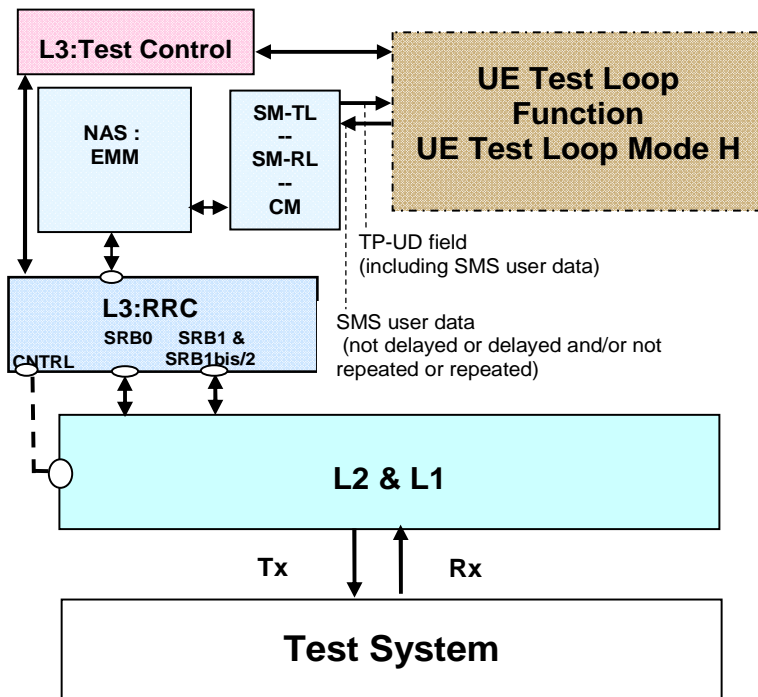 L3:Test Control
UE Test Loop
Function
UE Test Loop Mode H
NAS :
EMM
SM-TL
--
SM-RL
--
CM
TP-UD field
(including SMS user data)
SMS user data
(not delayed or delayed and/or not
repeated or repeated)
L3:RRC
SRB0
SRB1 &
SRB1bis/2
CNTRL
L2 & L1
Tx
Rx
Test System